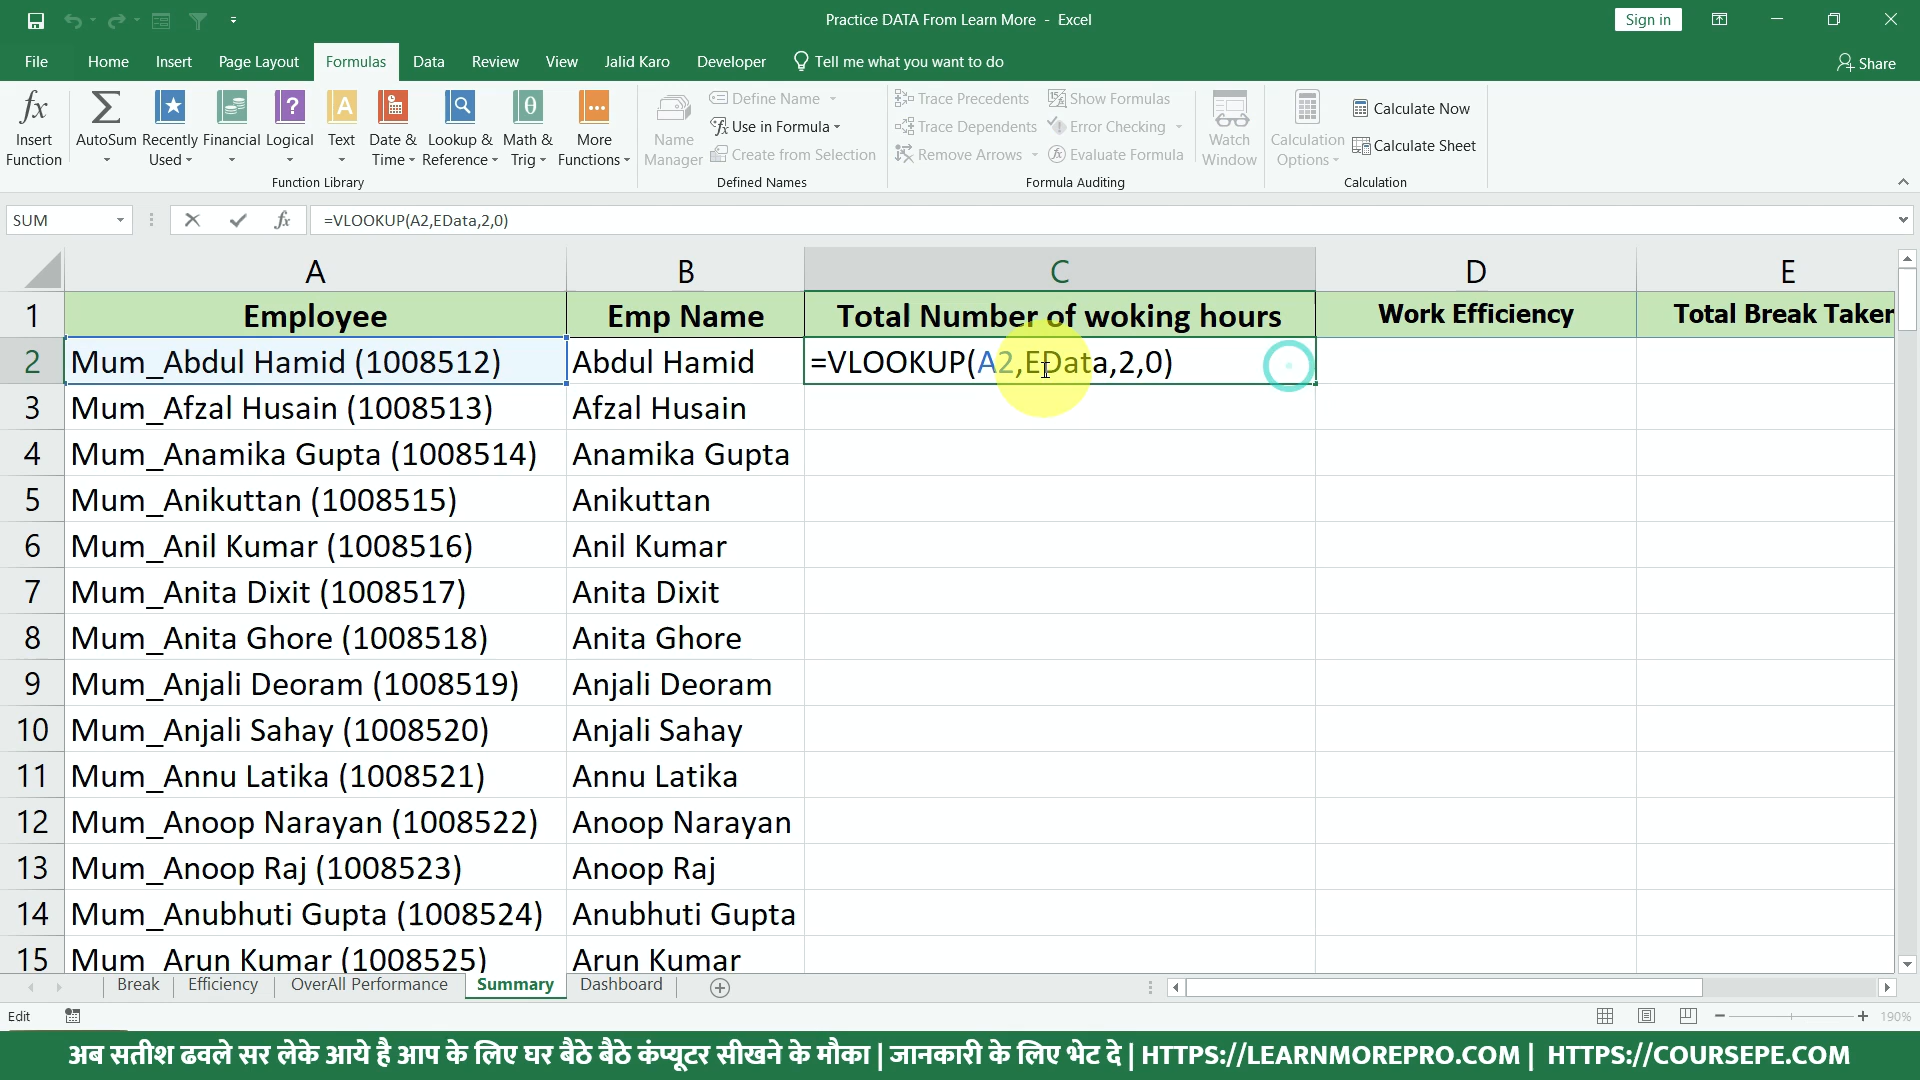 Practice DATA From Learn More - Excel
Sign in
File Home Insert Page Layout Formulas Data Review View Jalid Karo Developer Tell me what you want to do Share
Insert Function
AutoSum
Recently Used
Financial
Logical
Text
Date & Time
Lookup & Reference
Math & Trig
More Functions
Function Library
Name Manager
Define Name
Use in Formula
Create from Selection
Defined Names
Trace Precedents
Trace Dependents
Remove Arrows
Show Formulas
Error Checking
Evaluate Formula
Formula Auditing
Watch Window
Calculation Options
Calculate Now
Calculate Sheet
Calculation
SUM fx =VLOOKUP(A2,EData,2,0)
A B C D E
1 Employee Emp Name Total Number of woking hours Work Efficiency Total Break Taken
2 Mum_Abdul Hamid (1008512) Abdul Hamid =VLOOKUP(A2,EData,2,0)
3 Mum_Afzal Husain (1008513) Afzal Husain
4 Mum_Anamika Gupta (1008514) Anamika Gupta
5 Mum_Anikuttan (1008515) Anikuttan
6 Mum_Anil Kumar (1008516) Anil Kumar
7 Mum_Anita Dixit (1008517) Anita Dixit
8 Mum_Anita Ghore (1008518) Anita Ghore
9 Mum_Anjali Deoram (1008519) Anjali Deoram
10 Mum_Anjali Sahay (1008520) Anjali Sahay
11 Mum_Annu Latika (1008521) Annu Latika
12 Mum_Anoop Narayan (1008522) Anoop Narayan
13 Mum_Anoop Raj (1008523) Anoop Raj
14 Mum_Anubhuti Gupta (1008524) Anubhuti Gupta
15 Mum_Arun Kumar (1008525) Arun Kumar
Break Efficiency OverAll Performance Summary Dashboard
Edit 190%
अब सतीश ढवले सर लेके आये है आप के लिए घर बैठे बैठे कंप्यूटर सीखने के मौका | जानकारी के लिए भेट दे | HTTPS://LEARNMOREPRO.COM | HTTPS://COURSEPE.COM